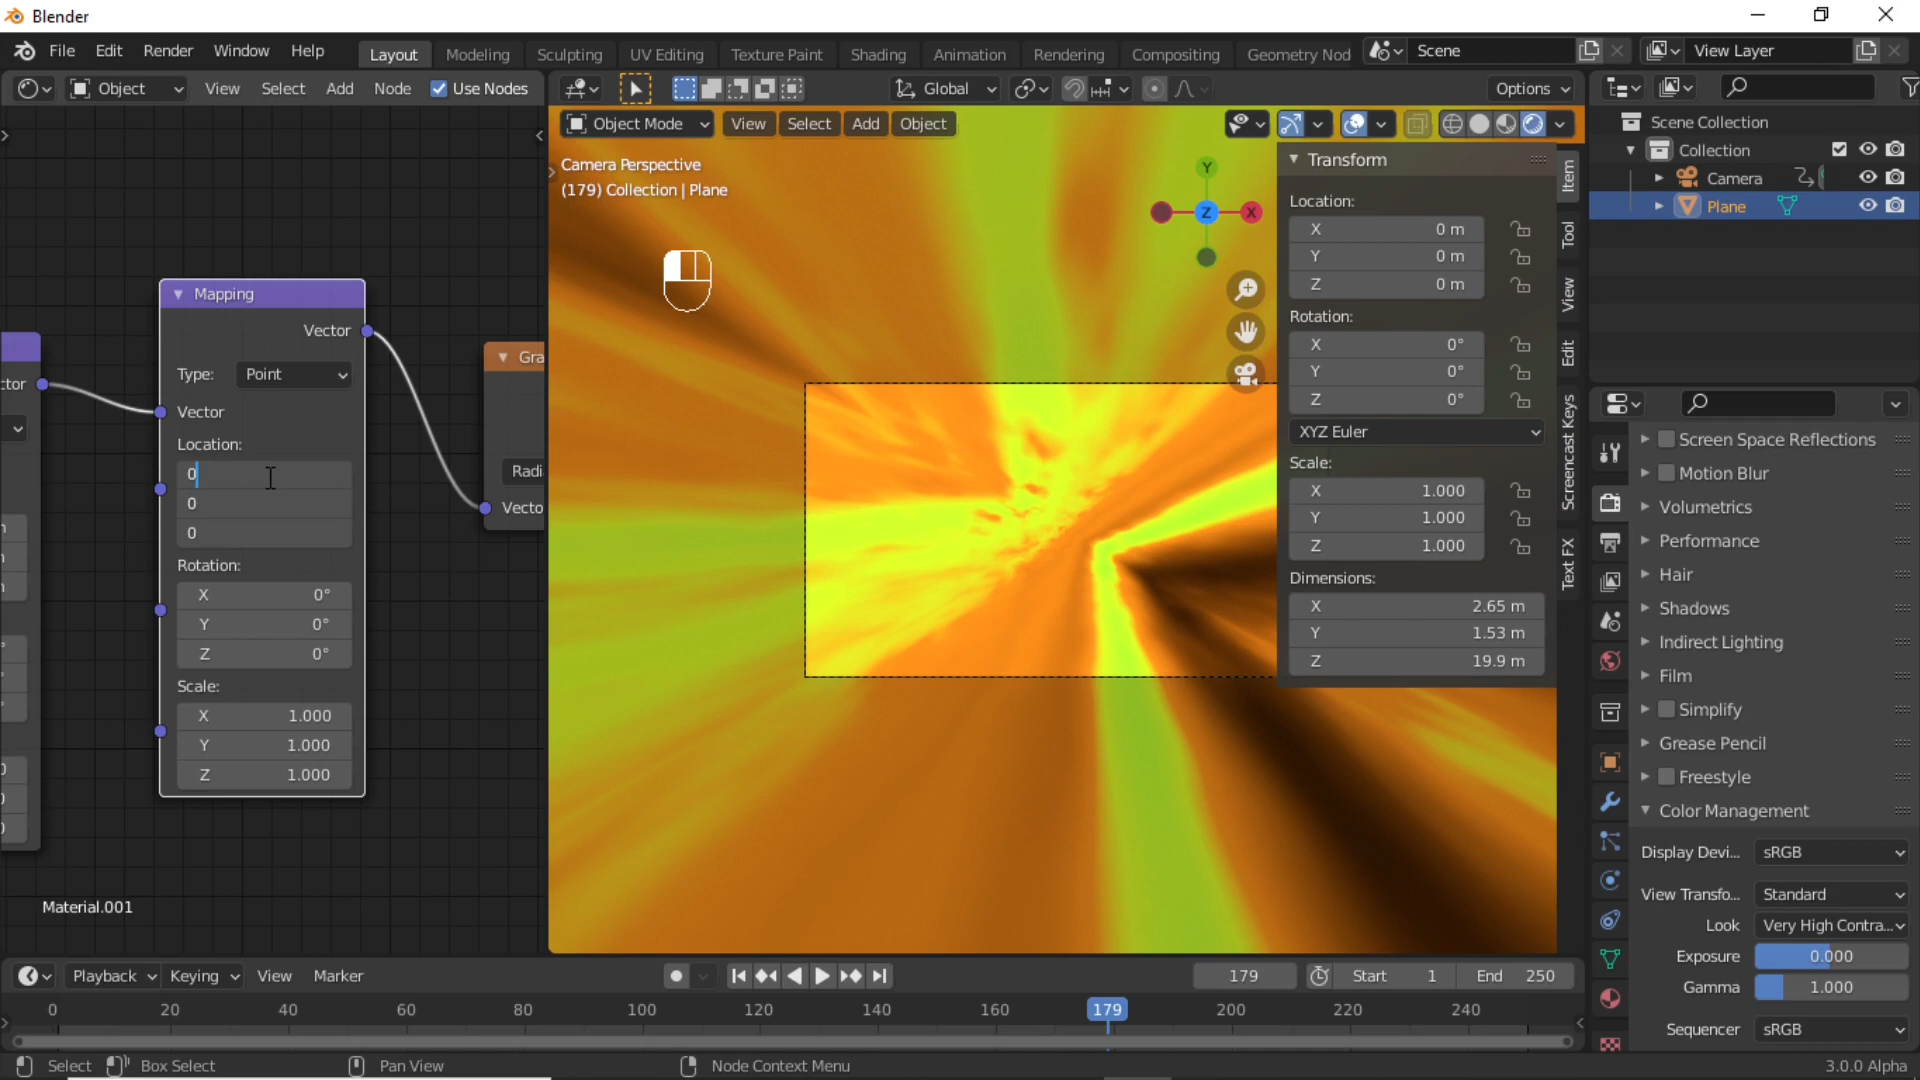 Blender
File Edit Render Window Help Layout Modeling Sculpting UV Editing Texture Paint Shading Animation Rendering Compositing Geometry Nod Scene View Layer
Object View Select Add Node Use Nodes Global Options
Object Mode View Select Add Object
Camera Perspective
(179) Collection | Plane
Y
Z
X
Mapping
Vector
Type: Point
Vector
Location:
0
0
0
Rotation:
X 0°
Y 0°
Z 0°
Scale:
X 1.000
Y 1.000
Z 1.000
ctor
Gra
Radi
Vecto
Material.001
Transform
Location:
X 0 m
Y 0 m
Z 0 m
Rotation:
X 0°
Y 0°
Z 0°
XYZ Euler
Scale:
X 1.000
Y 1.000
Z 1.000
Dimensions:
X 2.65 m
Y 1.53 m
Z 19.9 m
Item
Tool
View
Edit
Screencast Keys
Text FX
Scene Collection
Collection
Camera
Plane
Screen Space Reflections
Motion Blur
Volumetrics
Performance
Hair
Shadows
Indirect Lighting
Film
Simplify
Grease Pencil
Freestyle
Color Management
Display Devi... sRGB
View Transfo... Standard
Look Very High Contra...
Exposure 0.000
Gamma 1.000
Sequencer sRGB
Playback Keying View Marker 179 Start 1 End 250
0 20 40 60 80 100 120 140 160 179 200 220 240
Select Box Select Pan View Node Context Menu 3.0.0 Alpha